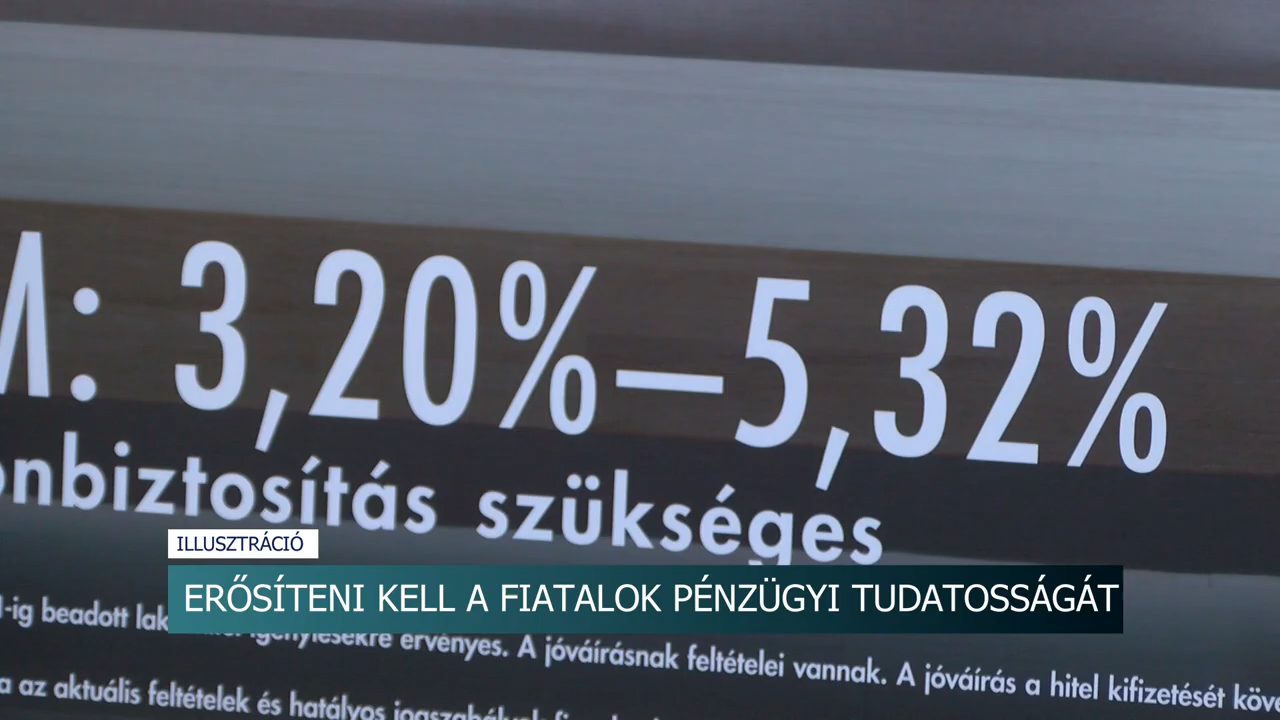 M: 3,20%–5,32%
onbiztosítás szükséges
ILLUSZTRÁCIÓ
ERŐSÍTENI KELL A FIATALOK PÉNZÜGYI TUDATOSSÁGÁT
-ig beadott lak igénylésekre érvényes. A jóváírásnak feltételei vannak. A jóváírás a hitel kifizetését köve
a az aktuális feltételek és hatályos